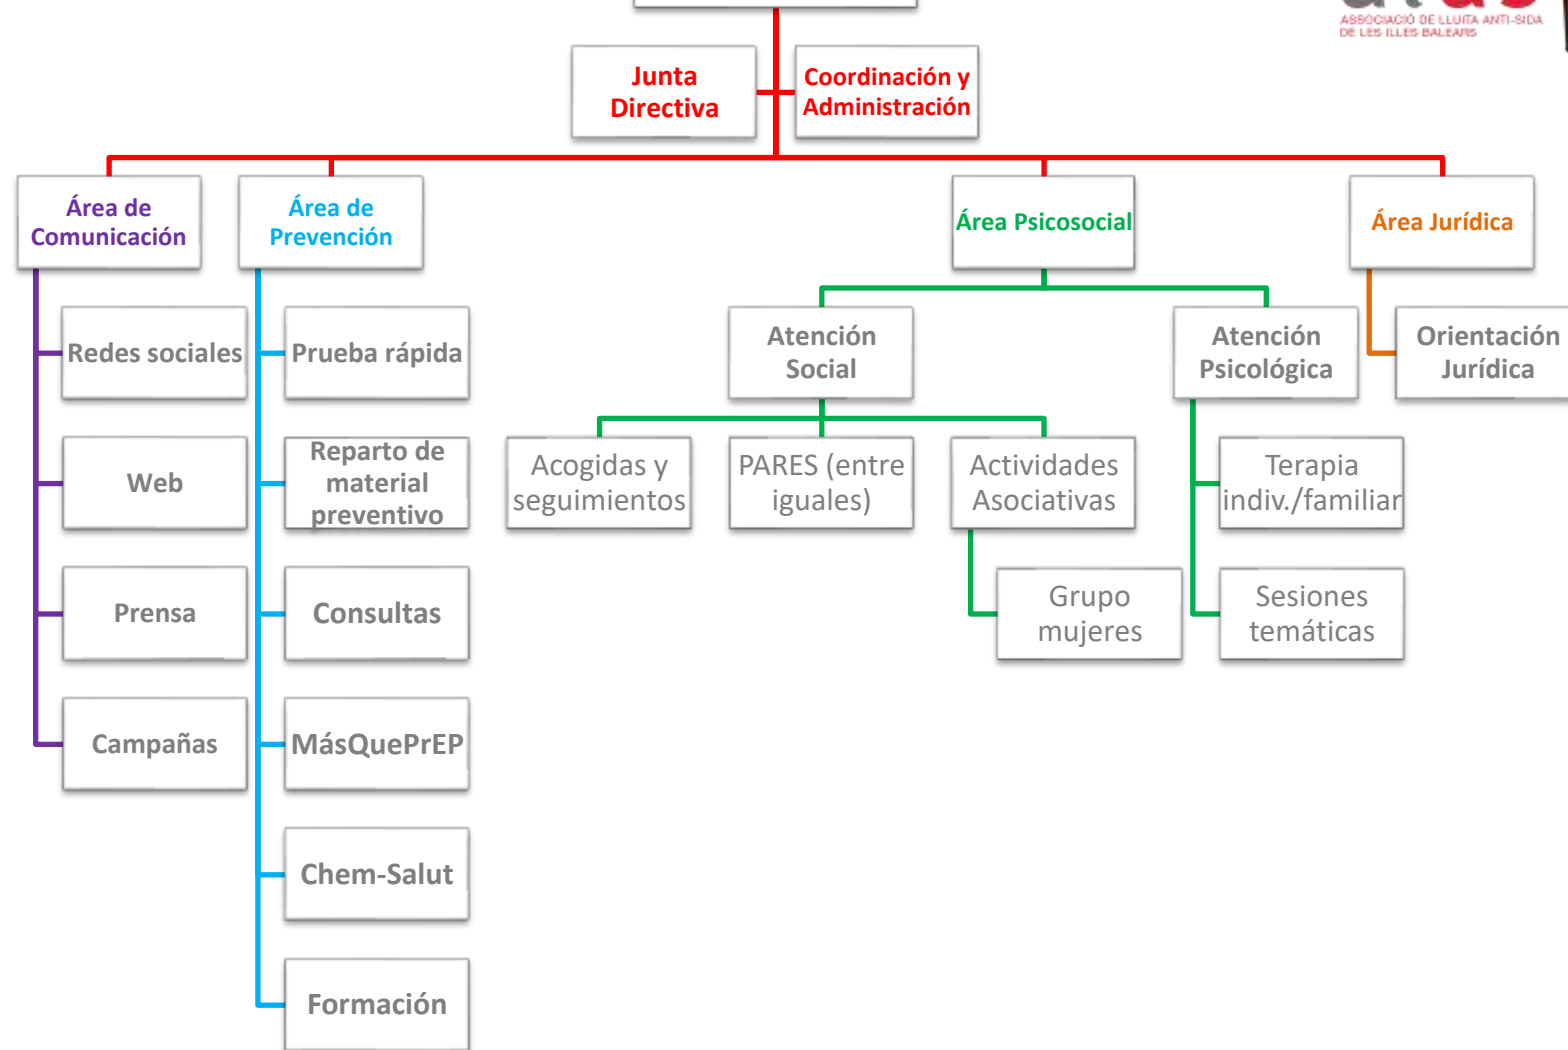 ASSOCIACIÓ DE LLUITA ANTI-SIDA
DE LES ILLES BALEARS
Junta
Directiva
Coordinación y
Administración
Área de
Comunicación
Área de
Prevención
Área Psicosocial
Área Jurídica
Redes sociales
Web
Prensa
Campañas
Prueba rápida
Reparto de
material
preventivo
Consultas
MásQuePrEP
Chem-Salut
Formación
Atención
Social
Acogidas y
seguimientos
PARES (entre
iguales)
Actividades
Asociativas
Grupo
mujeres
Atención
Psicológica
Terapia
indiv./familiar
Sesiones
temáticas
Orientación
Jurídica